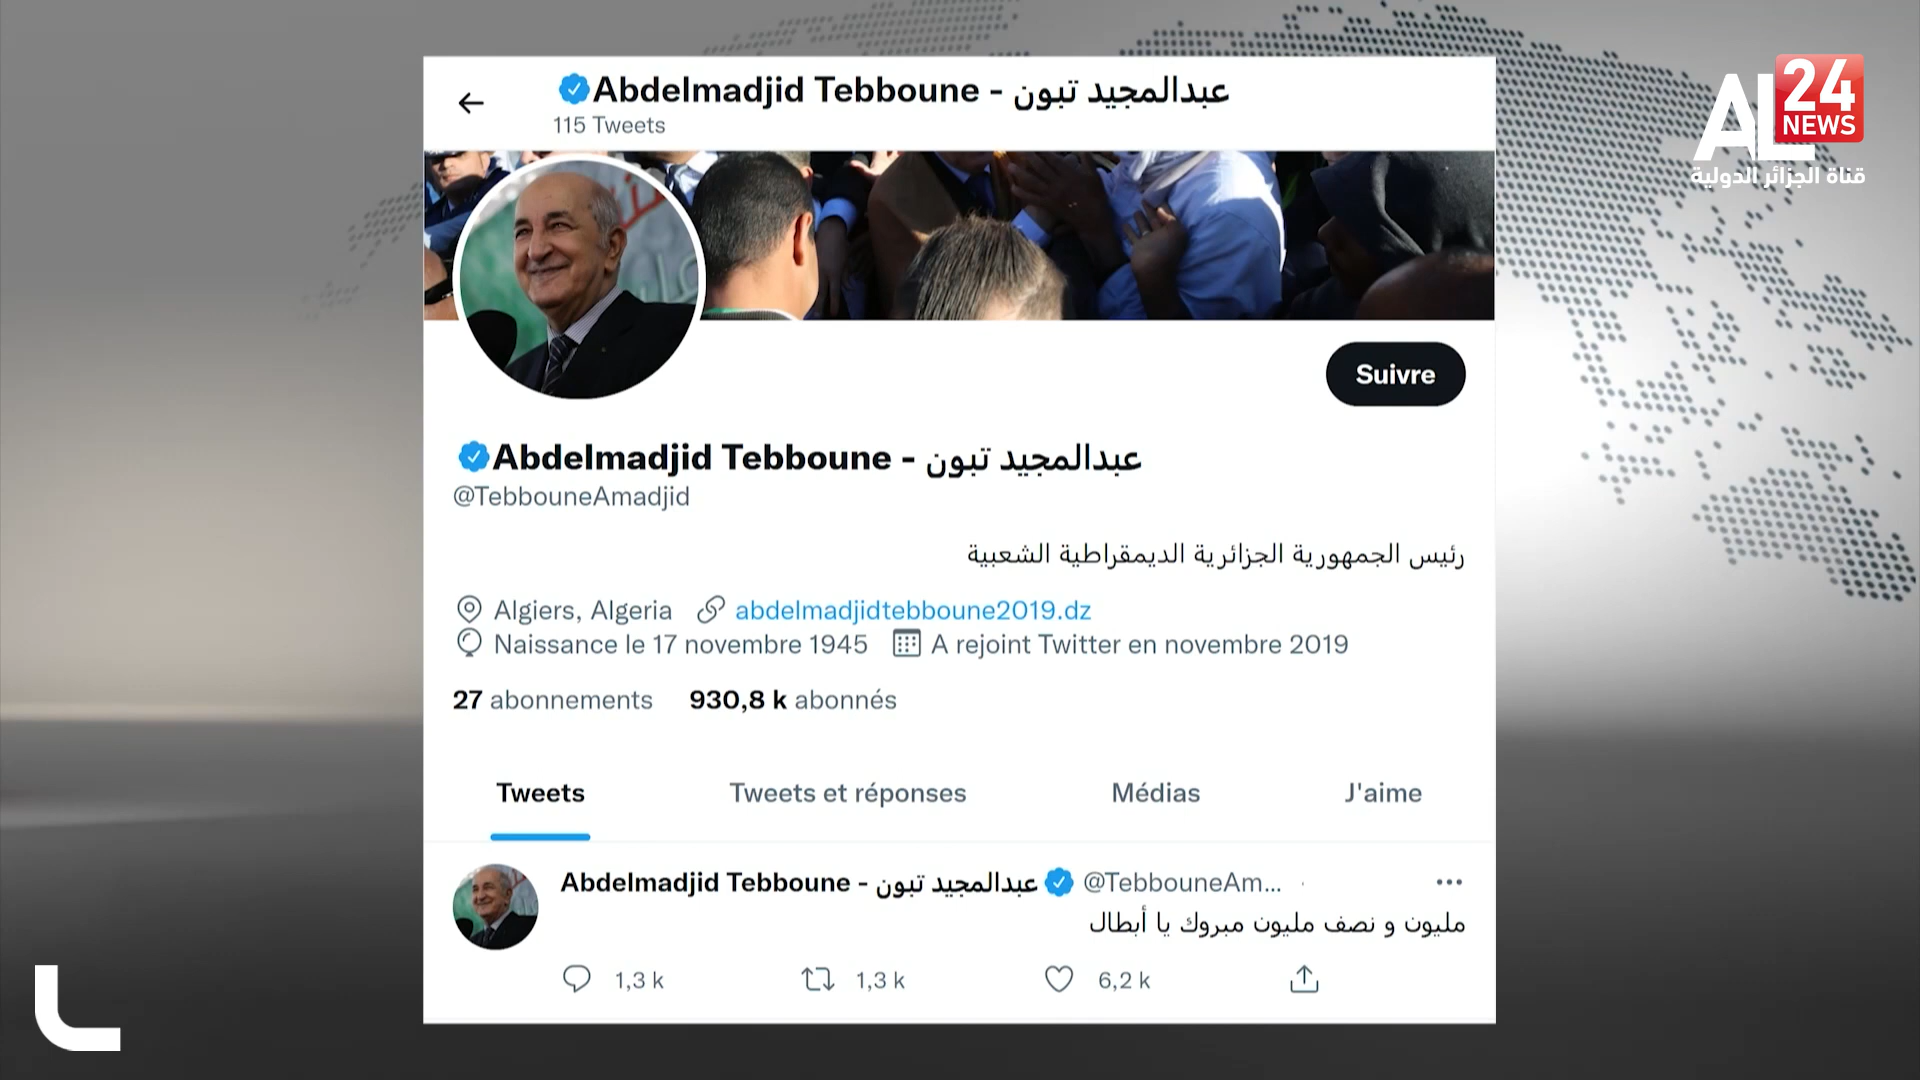 Abdelmadjid Tebboune - عبدالمجيد تبون
115 Tweets
AL 24 NEWS
قناة الجزائر الدولية
Suivre
Abdelmadjid Tebboune - عبدالمجيد تبون
@TebbouneAmadjid
رئيس الجمهورية الجزائرية الديمقراطية الشعبية
Algiers, Algeria abdelmadjidtebboune2019.dz
Naissance le 17 novembre 1945 A rejoint Twitter en novembre 2019
27 abonnements 930,8 k abonnés
Tweets Tweets et réponses Médias J'aime
Abdelmadjid Tebboune - عبدالمجيد تبون @TebbouneAm... ·
مليون و نصف مليون مبروك يا أبطال
1,3 k 1,3 k 6,2 k